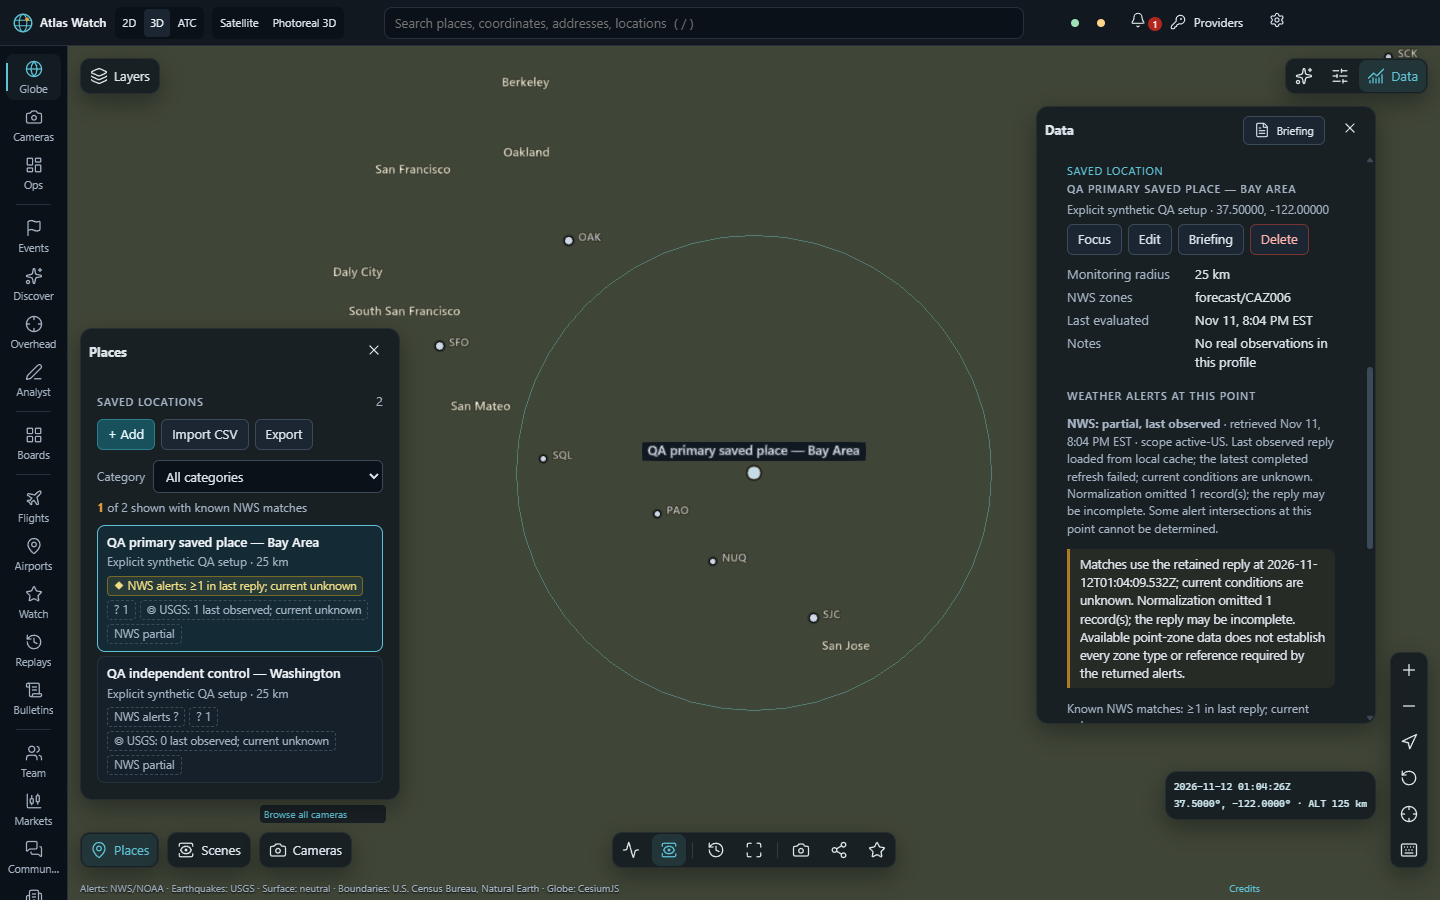 Atlas Watch
2D
3D
ATC
Satellite
Photoreal 3D
Search places, coordinates, addresses, locations ( / )
1
Providers
Globe
Cameras
Ops
Events
Discover
Overhead
Analyst
Boards
Flights
Airports
Watch
Replays
Bulletins
Team
Markets
Commun...
Layers
Berkeley
Oakland
San Francisco
OAK
Daly City
South San Francisco
SFO
San Mateo
SQL
QA primary saved place — Bay Area
PAO
NUQ
SJC
San Jose
SCK
Data
Places
SAVED LOCATIONS
2
+ Add
Import CSV
Export
Category
All categories
1 of 2 shown with known NWS matches
QA primary saved place — Bay Area
Explicit synthetic QA setup · 25 km
◆ NWS alerts: ≥1 in last reply; current unknown
? 1
◎ USGS: 1 last observed; current unknown
NWS partial
QA independent control — Washington
Explicit synthetic QA setup · 25 km
NWS alerts ?
? 1
◎ USGS: 0 last observed; current unknown
NWS partial
Browse all cameras
Places
Scenes
Cameras
Data
Briefing
SAVED LOCATION
QA PRIMARY SAVED PLACE — BAY AREA
Explicit synthetic QA setup · 37.50000, -122.00000
Focus
Edit
Briefing
Delete
Monitoring radius
25 km
NWS zones
forecast/CAZ006
Last evaluated
Nov 11, 8:04 PM EST
Notes
No real observations in
this profile
WEATHER ALERTS AT THIS POINT
NWS: partial, last observed · retrieved Nov 11,
8:04 PM EST · scope active-US. Last observed reply
loaded from local cache; the latest completed
refresh failed; current conditions are unknown.
Normalization omitted 1 record(s); the reply may
be incomplete. Some alert intersections at this
point cannot be determined.
Matches use the retained reply at 2026-11-
12T01:04:09.532Z; current conditions are
unknown. Normalization omitted 1
record(s); the reply may be incomplete.
Available point-zone data does not establish
every zone type or reference required by
the returned alerts.
Known NWS matches: ≥1 in last reply; current
2026-11-12 01:04:26Z
37.5000°, −122.0000° · ALT 125 km
Alerts: NWS/NOAA · Earthquakes: USGS · Surface: neutral · Boundaries: U.S. Census Bureau, Natural Earth · Globe: CesiumJS
Credits